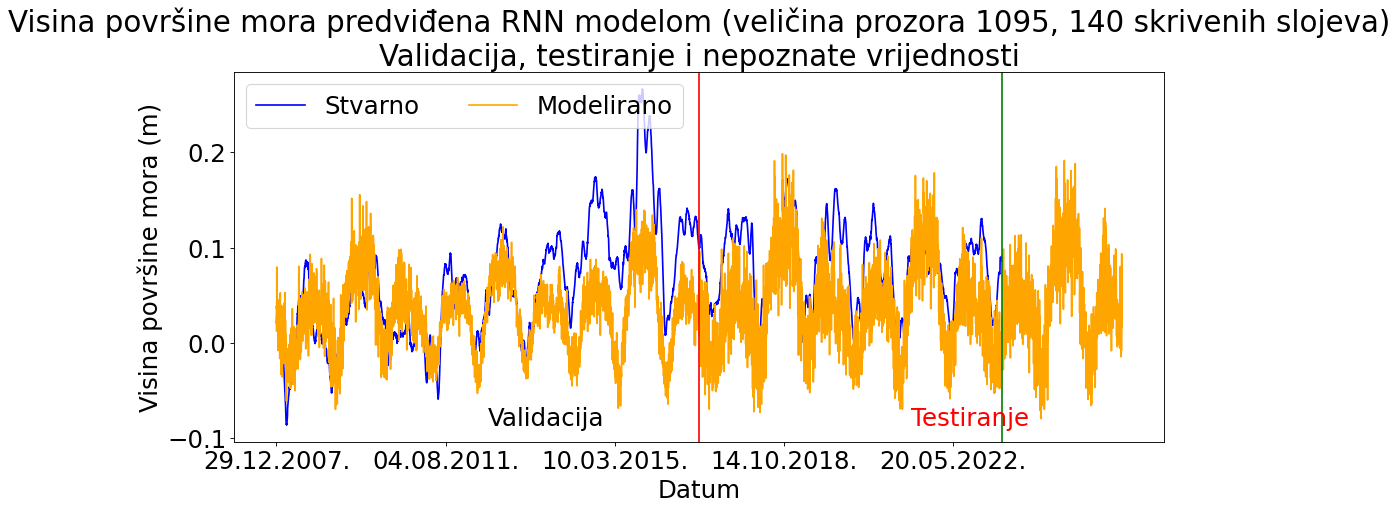 Visina površine mora predviđena RNN modelom (veličina prozora 1095, 140 skrivenih slojeva)
Validacija, testiranje i nepoznate vrijednosti
Stvarno Modelirano
Visina površine mora (m)
0.2
0.1
0.0
−0.1
Validacija Testiranje
29.12.2007. 04.08.2011. 10.03.2015. 14.10.2018. 20.05.2022.
Datum